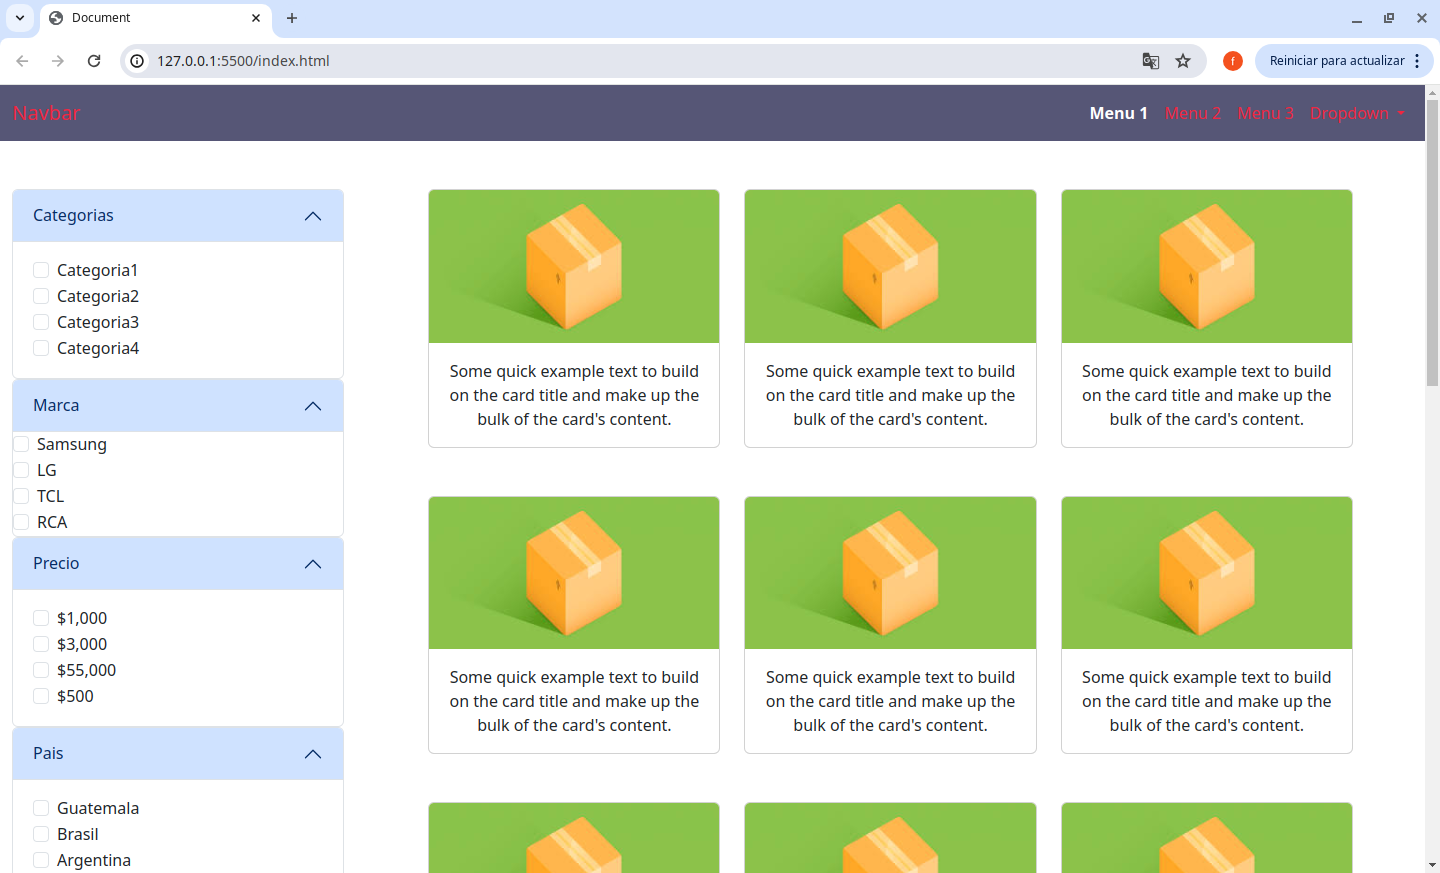 Document
127.0.0.1:5500/index.html
f
Reiniciar para actualizar
Navbar
Menu 1 Menu 2 Menu 3 Dropdown
Categorias
Categoria1
Categoria2
Categoria3
Categoria4
Marca
Samsung
LG
TCL
RCA
Precio
$1,000
$3,000
$55,000
$500
Pais
Guatemala
Brasil
Argentina
Some quick example text to build
on the card title and make up the
bulk of the card's content.
Some quick example text to build
on the card title and make up the
bulk of the card's content.
Some quick example text to build
on the card title and make up the
bulk of the card's content.
Some quick example text to build
on the card title and make up the
bulk of the card's content.
Some quick example text to build
on the card title and make up the
bulk of the card's content.
Some quick example text to build
on the card title and make up the
bulk of the card's content.